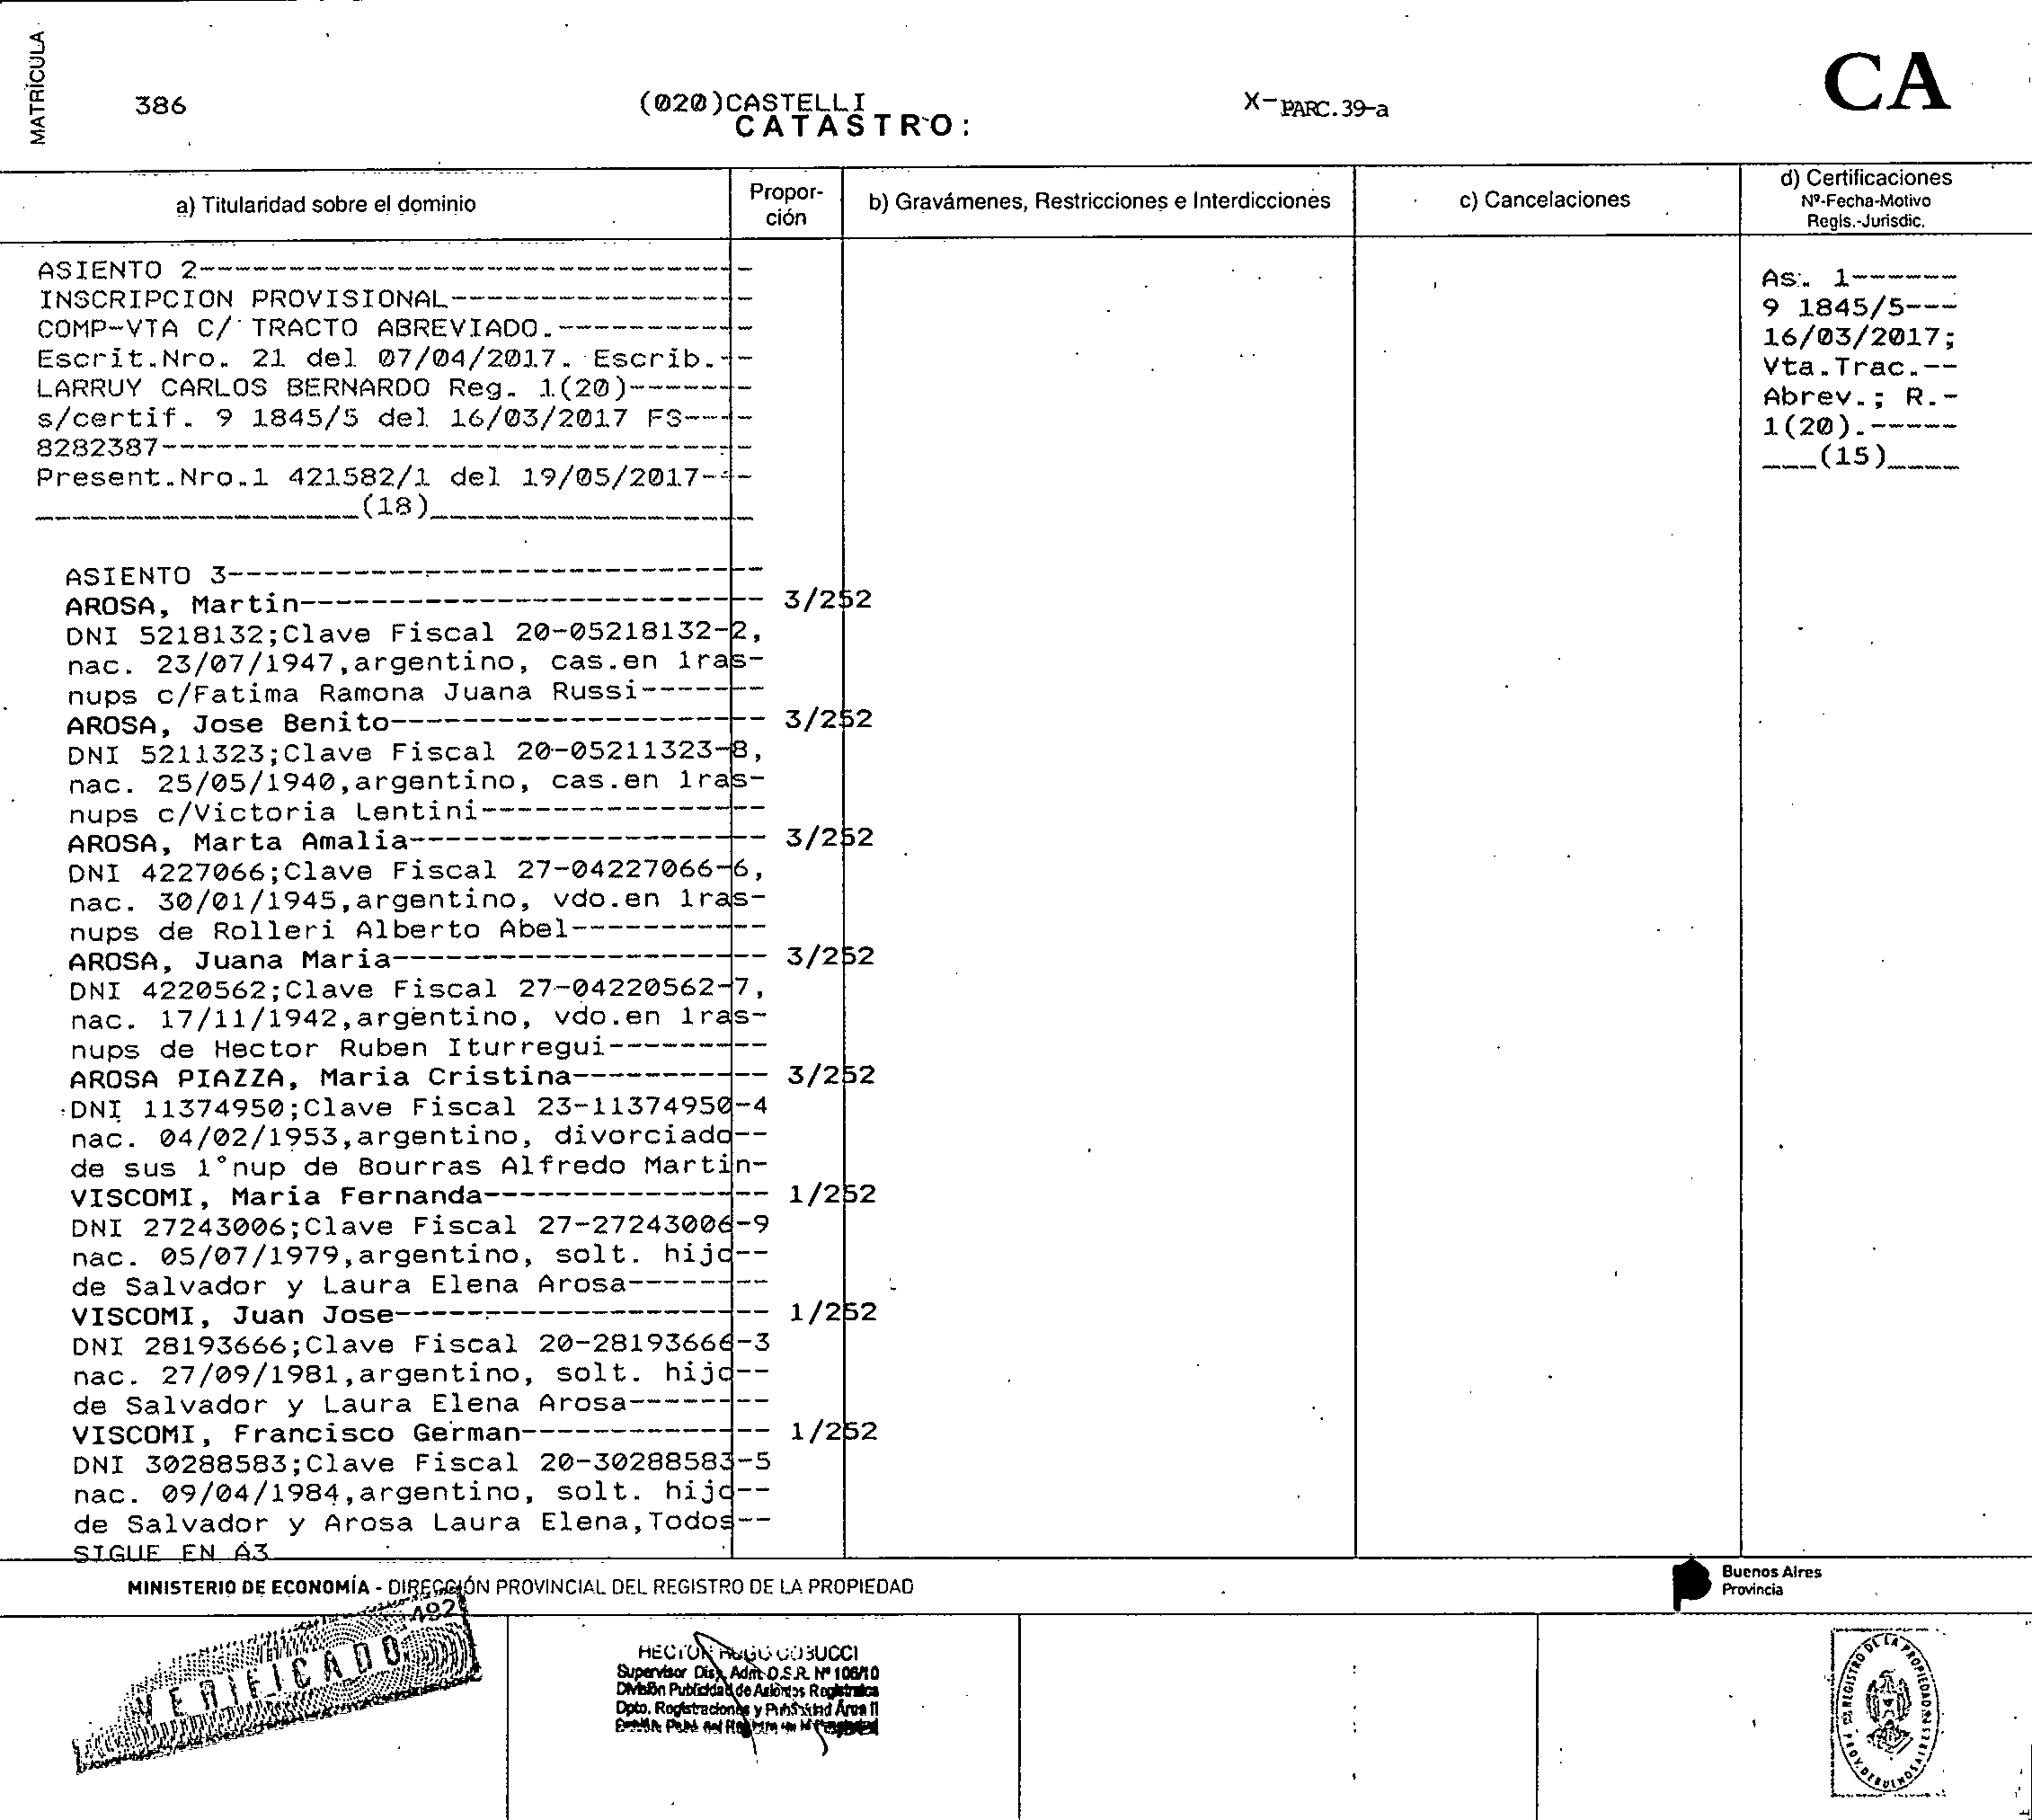 MATRÍCULA
386
(020)CASTELLI
CATASTRO:
X-PARC.39-a
CA
a) Titularidad sobre el dominio
Propor-
ción
b) Gravámenes, Restricciones e Interdicciones
c) Cancelaciones
d) Certificaciones
Nº-Fecha-Motivo
Regis.-Jurisdic.
ASIENTO 2-------------------------------
INSCRIPCION PROVISIONAL-----------------
COMP-VTA C/ TRACTO ABREVIADO.-----------
Escrit.Nro. 21 del 07/04/2017. Escrib.--
LARRUY CARLOS BERNARDO Reg. 1(20)-------
s/certif. 9 1845/5 del 16/03/2017 FS----
8282387---------------------------------
Present.Nro.1 421582/1 del 19/05/2017---
__________________(18)__________________
As. 1------
9 1845/5---
16/03/2017;
Vta.Trac.--
Abrev.; R.-
1(20).-----
___(15)____
ASIENTO 3------------------------------
AROSA, Martin-------------------------- 3/252
DNI 5218132;Clave Fiscal 20-05218132-2,
nac. 23/07/1947,argentino, cas.en 1ras-
nups c/Fatima Ramona Juana Russi-------
AROSA, Jose Benito--------------------- 3/252
DNI 5211323;Clave Fiscal 20-05211323-8,
nac. 25/05/1940,argentino, cas.en 1ras-
nups c/Victoria Lentini----------------
AROSA, Marta Amalia-------------------- 3/252
DNI 4227066;Clave Fiscal 27-04227066-6,
nac. 30/01/1945,argentino, vdo.en 1ras-
nups de Rolleri Alberto Abel-----------
AROSA, Juana Maria--------------------- 3/252
DNI 4220562;Clave Fiscal 27-04220562-7,
nac. 17/11/1942,argentino, vdo.en 1ras-
nups de Hector Ruben Iturregui---------
AROSA PIAZZA, Maria Cristina----------- 3/252
DNI 11374950;Clave Fiscal 23-11374950-4
nac. 04/02/1953,argentino, divorciado--
de sus 1°nup de Bourras Alfredo Martin-
VISCOMI, Maria Fernanda---------------- 1/252
DNI 27243006;Clave Fiscal 27-27243006-9
nac. 05/07/1979,argentino, solt. hijo--
de Salvador y Laura Elena Arosa--------
VISCOMI, Juan Jose--------------------- 1/252
DNI 28193666;Clave Fiscal 20-28193666-3
nac. 27/09/1981,argentino, solt. hijo--
de Salvador y Laura Elena Arosa--------
VISCOMI, Francisco German-------------- 1/252
DNI 30288583;Clave Fiscal 20-30288583-5
nac. 09/04/1984,argentino, solt. hijo--
de Salvador y Arosa Laura Elena,Todos--
SIGUE EN A3
MINISTERIO DE ECONOMÍA - DIRECCIÓN PROVINCIAL DEL REGISTRO DE LA PROPIEDAD
Buenos Aires
Provincia
492
VERIFICADO
HECTOR HUGO
Supervisor Disp. Adm. D.S.R. Nº 106/10
División Publicidad de Asientos Registrales
Dpto. Registraciones y Publicidad Área II
REGISTRO DE LA PROPIEDAD
PROV. DE BUENOS AIRES